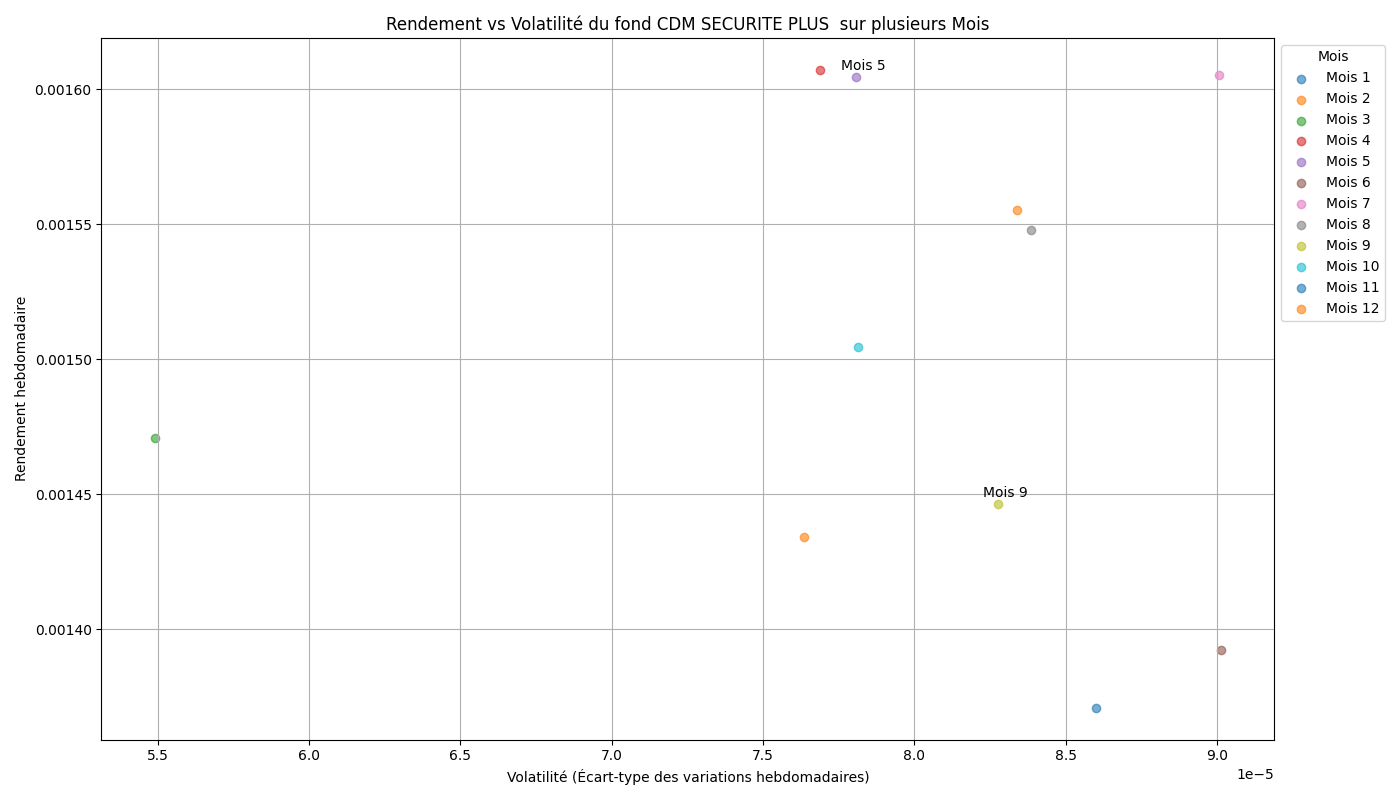 Rendement vs Volatilité du fond CDM SECURITE PLUS  sur plusieurs Mois
Rendement hebdomadaire
0.00160
0.00155
0.00150
0.00145
0.00140
Mois 5
Mois 9
5.5 6.0 6.5 7.0 7.5 8.0 8.5 9.0
1e−5
Volatilité (Écart-type des variations hebdomadaires)
Mois
Mois 1
Mois 2
Mois 3
Mois 4
Mois 5
Mois 6
Mois 7
Mois 8
Mois 9
Mois 10
Mois 11
Mois 12